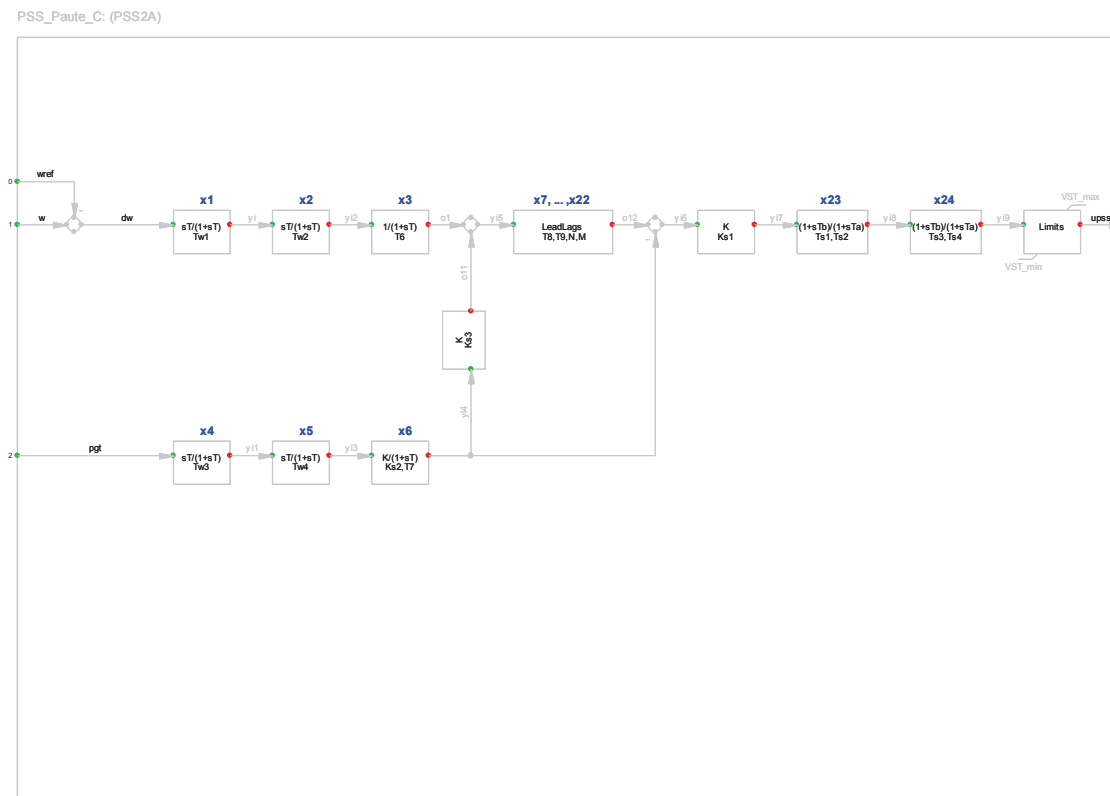 PSS_Paute_C: (PSS2A)
VST_max
x1
x2
x3
x7, ... ,x22
x23
x24
0
wref
1
w
-
dw
sT/(1+sT)
Tw1
yi
sT/(1+sT)
Tw2
yi2
1/(1+sT)
T6
o1
yi5
LeadLags
T8,T9,N,M
o12
-
yi6
K
Ks1
yi7
(1+sTb)/(1+sTa)
Ts1,Ts2
yi8
(1+sTb)/(1+sTa)
Ts3,Ts4
yi9
Limits
upss
VST_min
o11
K
Ks3
yi4
x4
x5
x6
2
pgt
sT/(1+sT)
Tw3
yi1
sT/(1+sT)
Tw4
yi3
K/(1+sT)
Ks2,T7